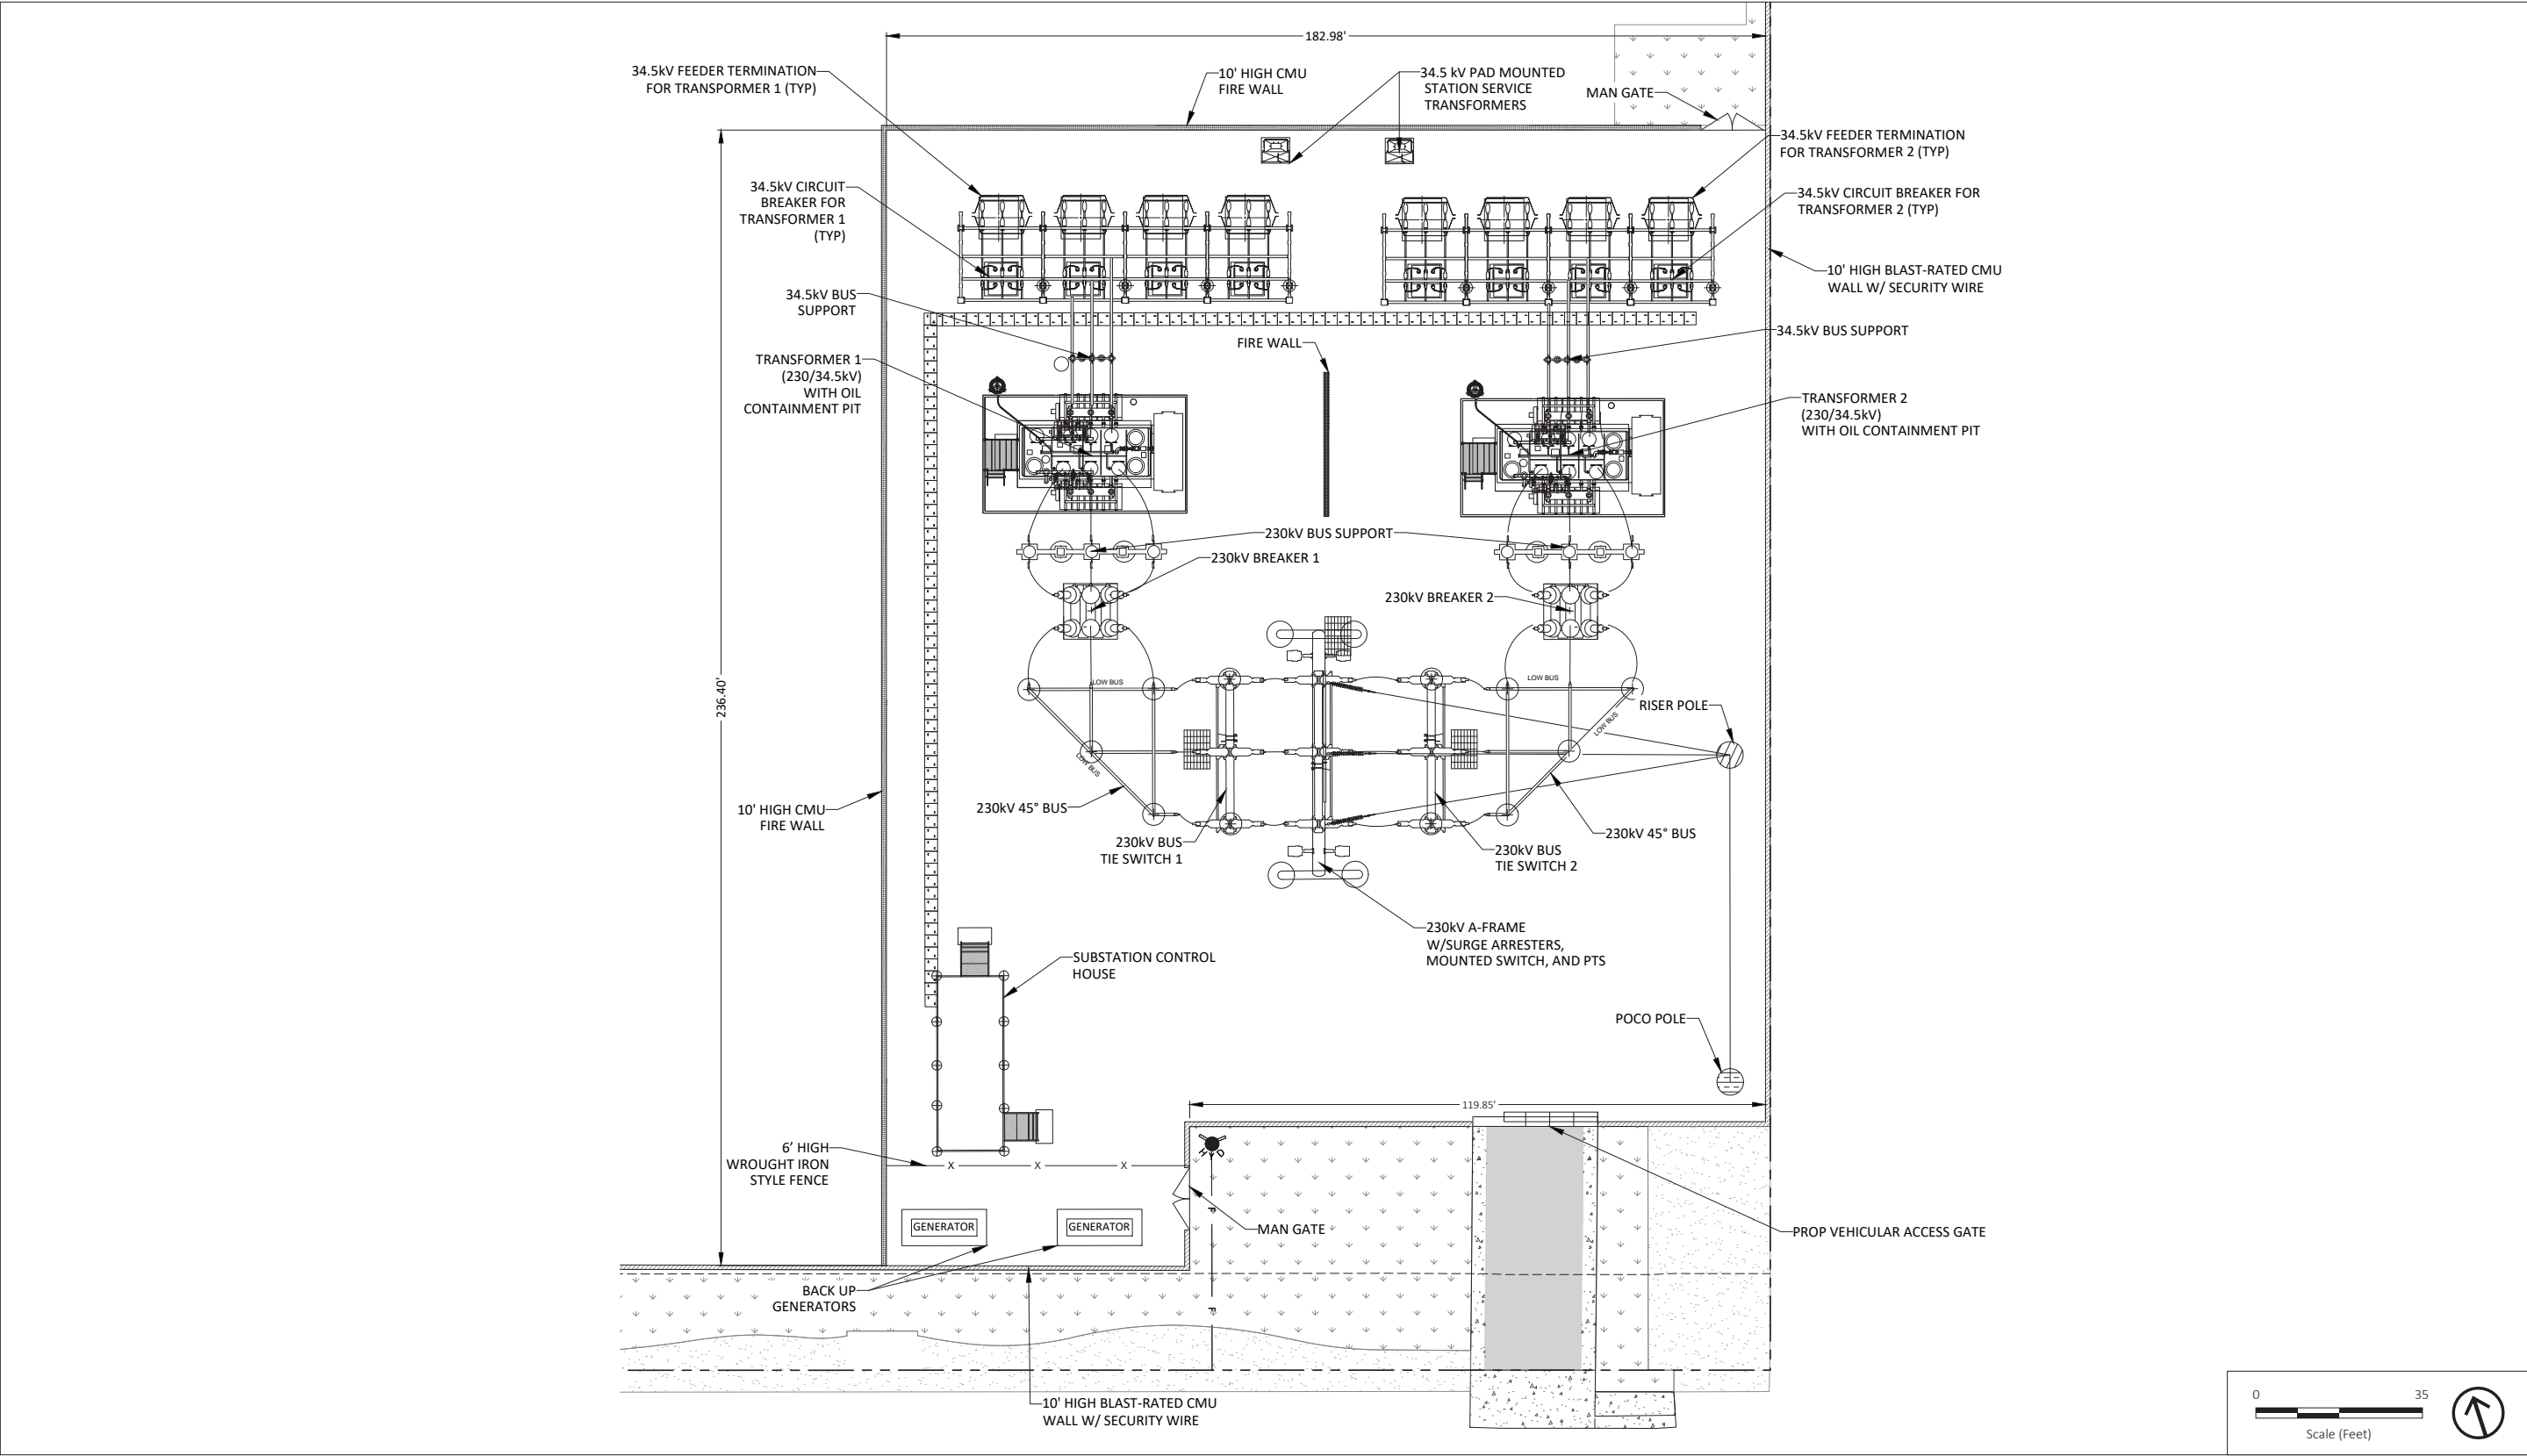 182.98'
34.5kV FEEDER TERMINATION
FOR TRANSPORMER 1 (TYP)
10' HIGH CMU
FIRE WALL
34.5 kV PAD MOUNTED
STATION SERVICE
TRANSFORMERS
MAN GATE
34.5kV FEEDER TERMINATION
FOR TRANSFORMER 2 (TYP)
34.5kV CIRCUIT
BREAKER FOR
TRANSFORMER 1
(TYP)
34.5kV CIRCUIT BREAKER FOR
TRANSFORMER 2 (TYP)
10' HIGH BLAST-RATED CMU
WALL W/ SECURITY WIRE
34.5kV BUS
SUPPORT
34.5kV BUS SUPPORT
FIRE WALL
TRANSFORMER 1
(230/34.5kV)
WITH OIL
CONTAINMENT PIT
TRANSFORMER 2
(230/34.5kV)
WITH OIL CONTAINMENT PIT
230kV BUS SUPPORT
230kV BREAKER 1
230kV BREAKER 2
236.40'
LOW BUS
LOW BUS
LOW BUS
LOW BUS
RISER POLE
230kV 45° BUS
10' HIGH CMU
FIRE WALL
230kV BUS
TIE SWITCH 1
230kV BUS
TIE SWITCH 2
230kV 45° BUS
230kV A-FRAME
W/SURGE ARRESTERS,
MOUNTED SWITCH, AND PTS
SUBSTATION CONTROL
HOUSE
POCO POLE
119.85'
6’ HIGH
WROUGHT IRON
STYLE FENCE
X X X
HYD
F
F
GENERATOR
GENERATOR
MAN GATE
PROP VEHICULAR ACCESS GATE
BACK UP
GENERATORS
10' HIGH BLAST-RATED CMU
WALL W/ SECURITY WIRE
0 35
Scale (Feet)